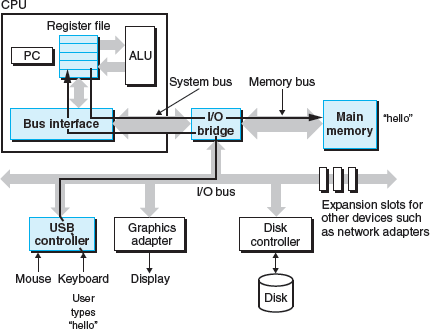 CPU
Register file
PC
ALU
System bus
Memory bus
Bus interface
I/O
bridge
Main
memory
"hello"
I/O bus
Expansion slots for
other devices such
as network adapters
USB
controller
Graphics
adapter
Disk
controller
Mouse
Keyboard
Display
User
types
"hello"
Disk